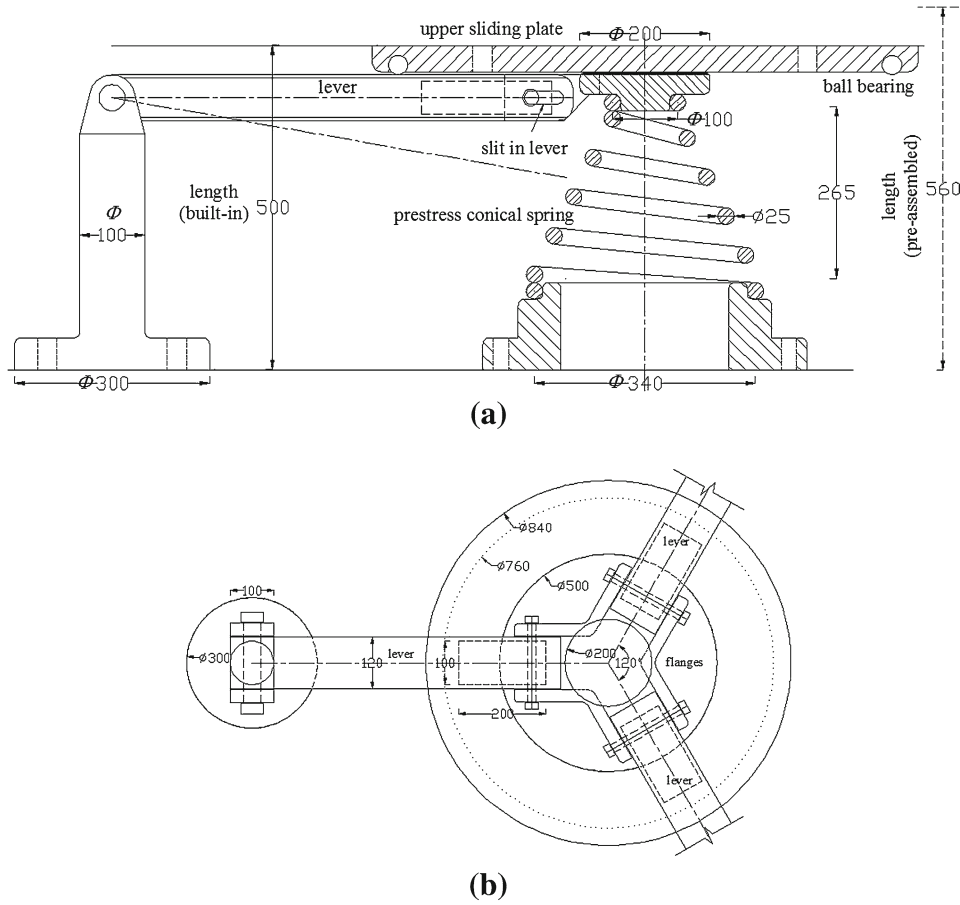 upper sliding plate
Φ200
lever
ball bearing
slit in lever
Φ100
length
(built-in)
500
Φ
100
prestress conical spring
ø25
265
length
(pre-assembled)
560
Φ300
Φ340
(a)
ø840
ø760
ø500
lever
100
ø300
120
lever
100
ø200
120°
flanges
200
lever
(b)